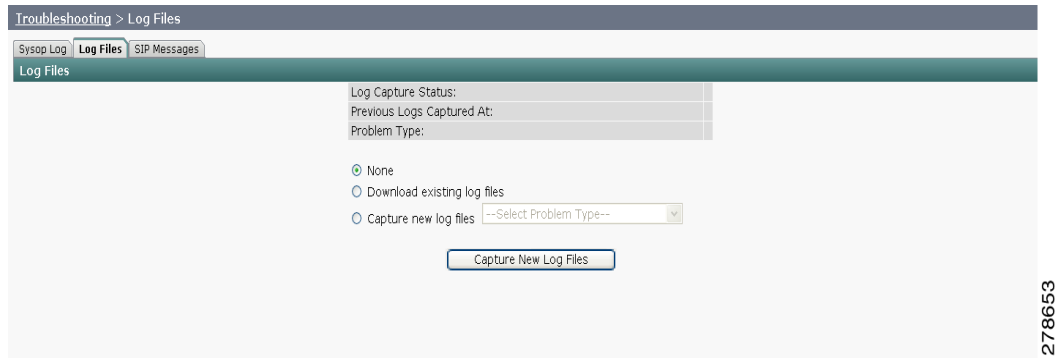 Troubleshooting > Log Files
Sysop Log Log Files SIP Messages
Log Files
Log Capture Status:
Previous Logs Captured At:
Problem Type:
None
Download existing log files
Capture new log files --Select Problem Type--
Capture New Log Files
278653